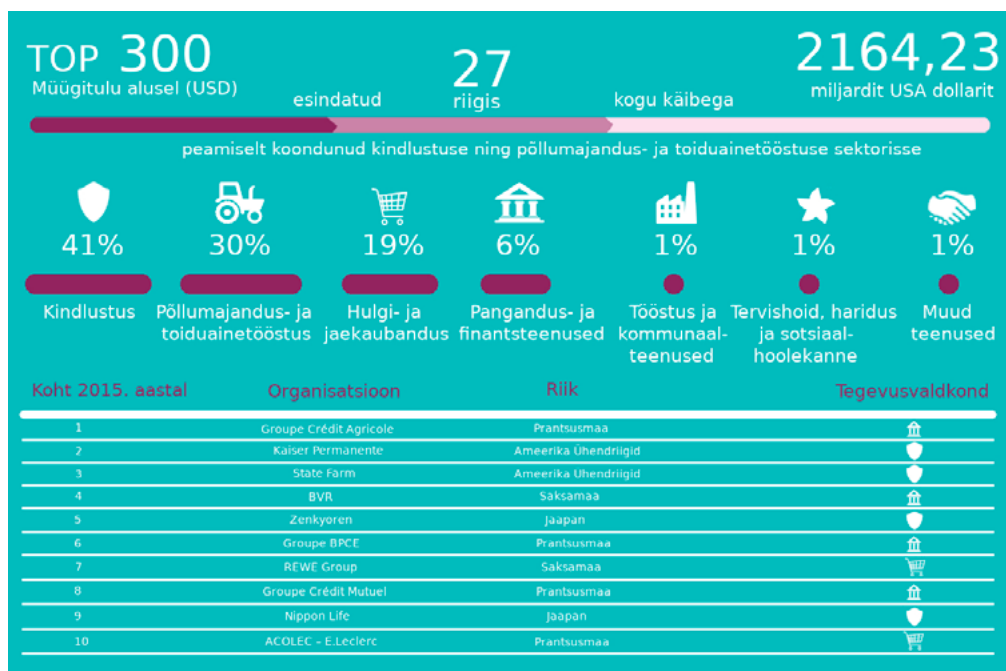 TOP 300
Müügitulu alusel (USD)
esindatud
27
riigis
kogu käibega
2164,23
miljardit USA dollarit
peamiselt koondunud kindlustuse ning põllumajandus- ja toiduainetööstuse sektorisse
41%
30%
19%
6%
1%
1%
1%
Kindlustus
Põllumajandus- ja
toiduainetööstus
Hulgi- ja
jaekaubandus
Pangandus- ja
finantsteenused
Tööstus ja
kommunaal-
teenused
Tervishoid, haridus
ja sotsiaal-
hoolekanne
Muud
teenused
Koht 2015. aastal Organisatsioon Riik Tegevusvaldkond
1 Groupe Crédit Agricole Prantsusmaa
2 Kaiser Permanente Ameerika Ühendriigid
3 State Farm Ameerika Uhendriigid
4 BVR Saksamaa
5 Zenkyoren Jaapan
6 Groupe BPCE Prantsusmaa
7 REWE Group Saksamaa
8 Groupe Crédit Mutuel Prantsusmaa
9 Nippon Life Jaapan
10 ACOLEC – E.Leclerc Prantsusmaa